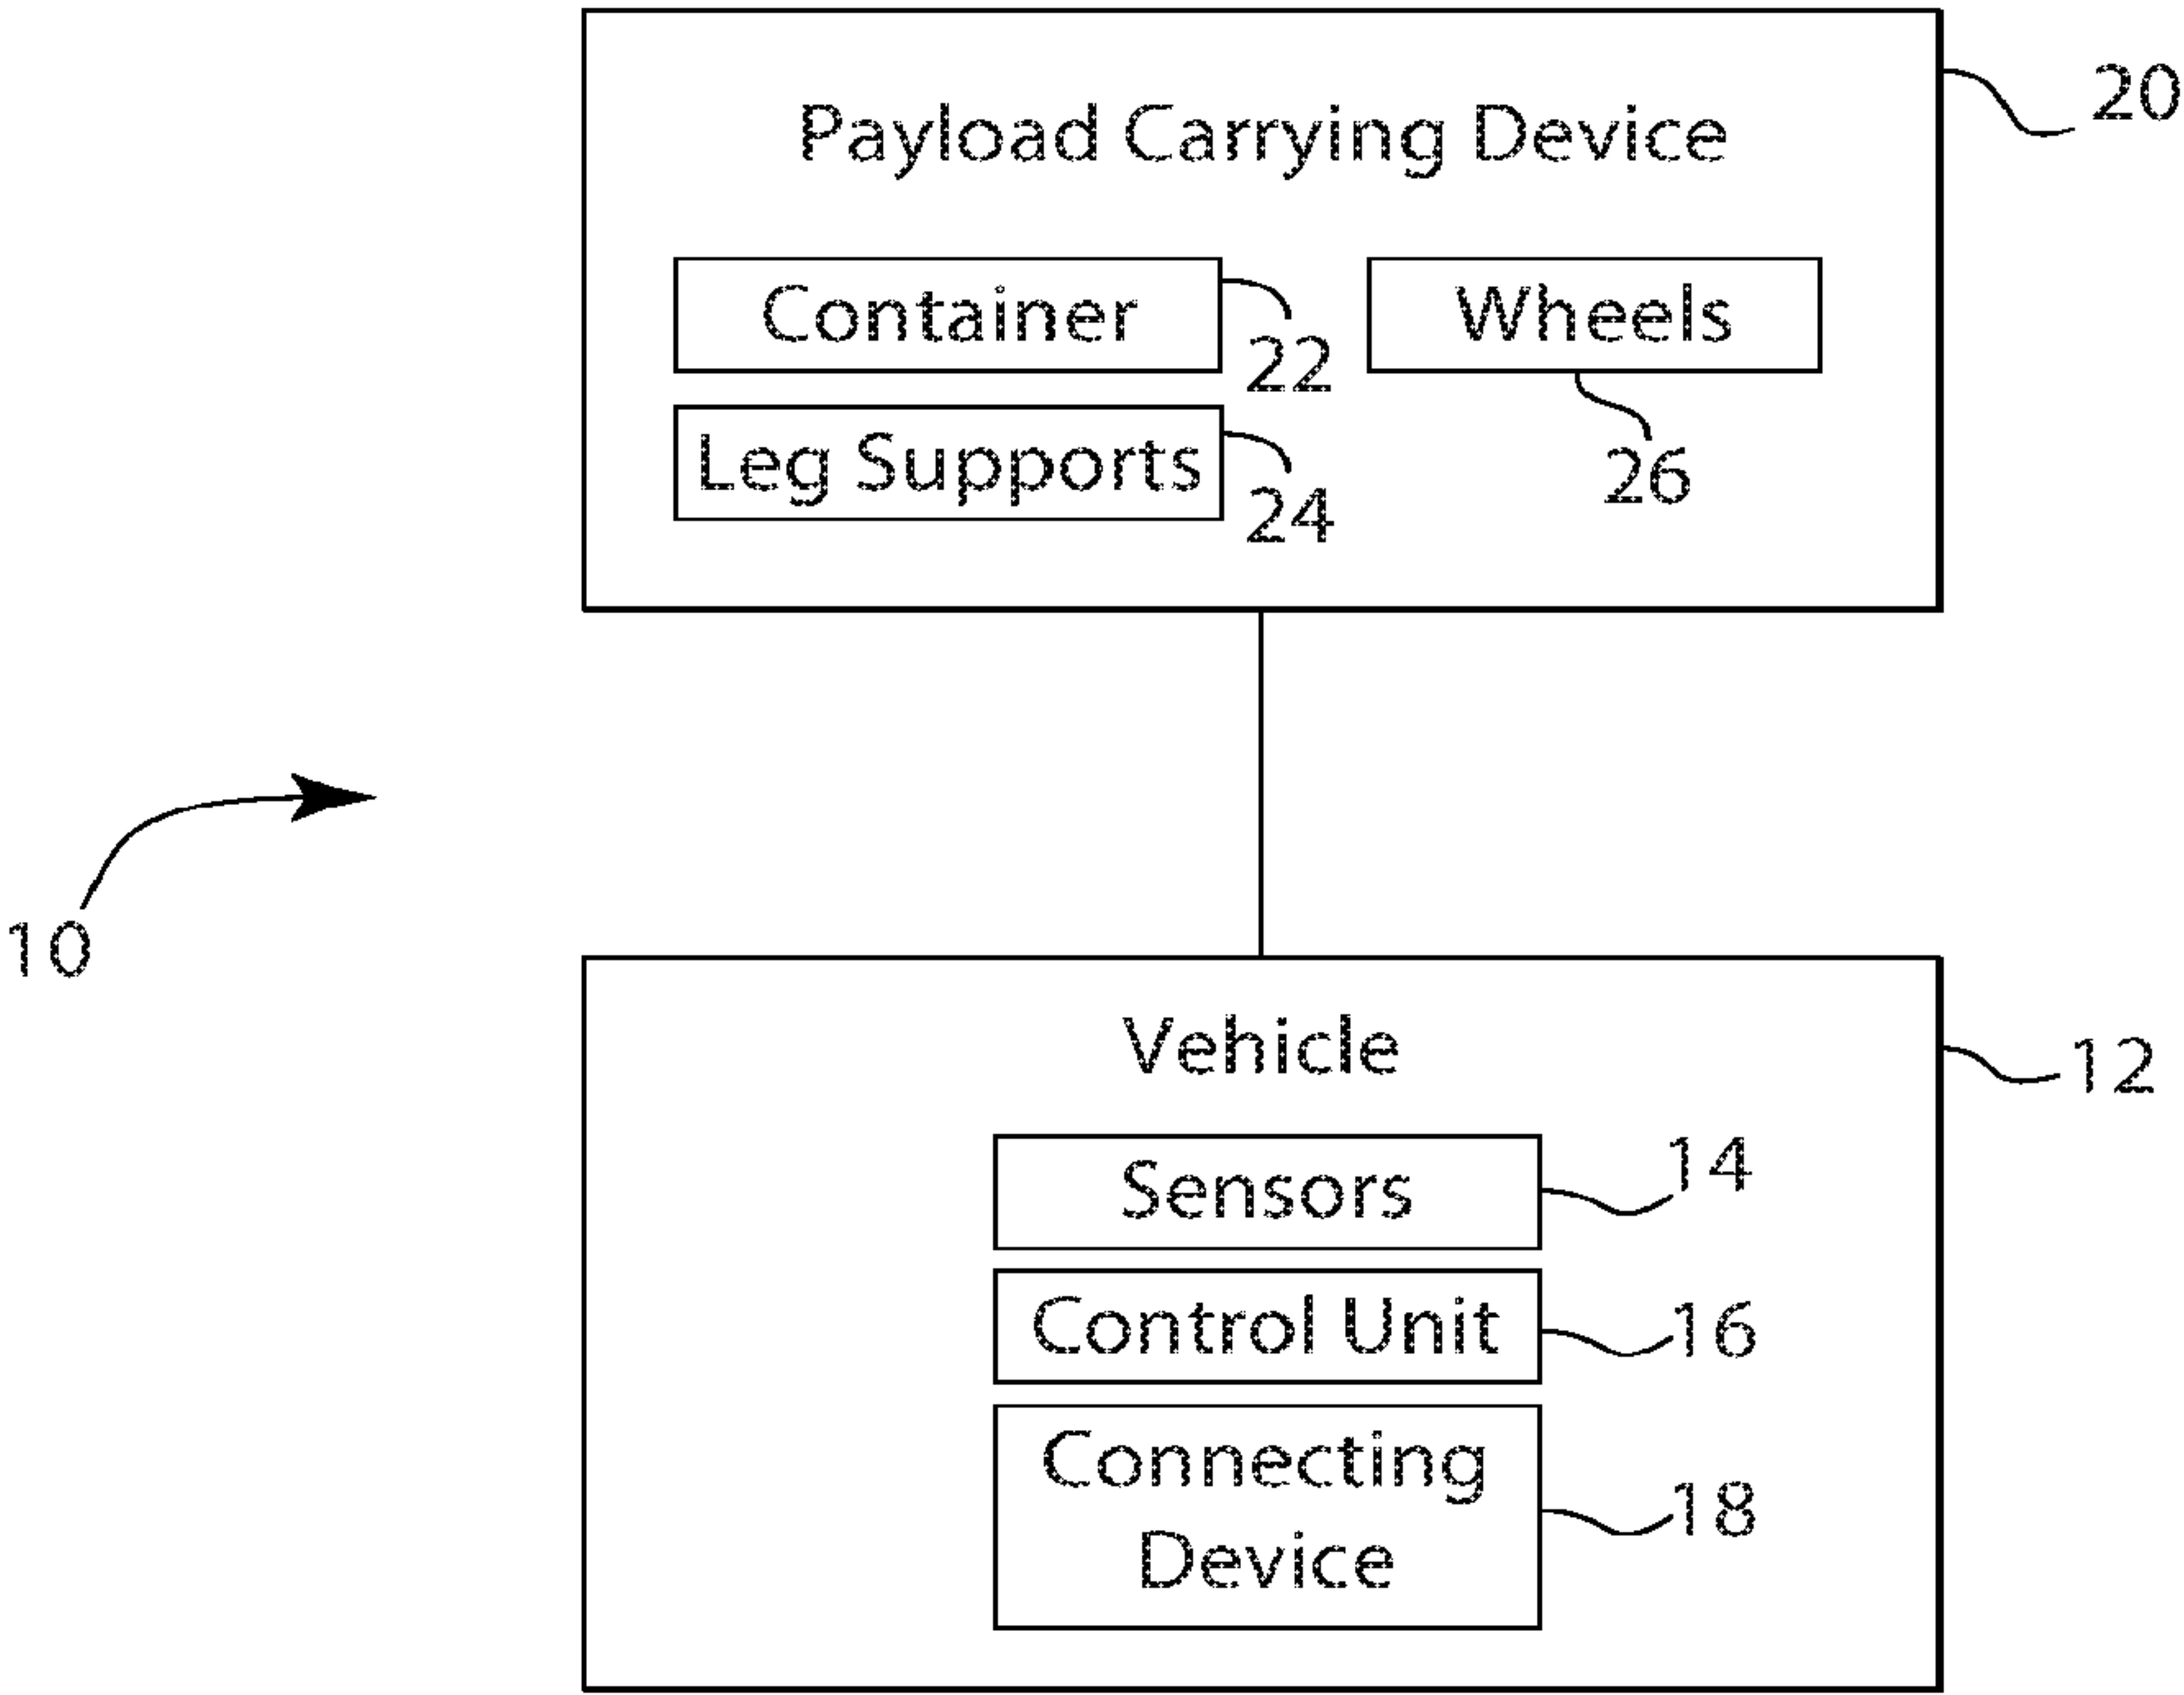 20
Payload Carrying Device
Container
Wheels
22
Leg Supports
26
24
10
Vehicle
12
Sensors
14
Control Unit
16
Connecting
Device
18